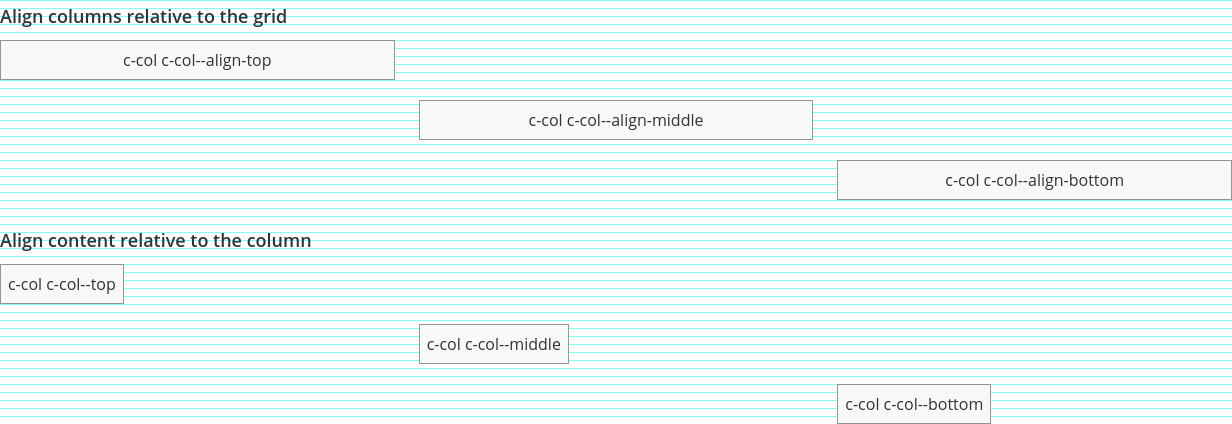 Align columns relative to the grid
c-col c-col--align-top
c-col c-col--align-middle
c-col c-col--align-bottom
Align content relative to the column
c-col c-col--top
c-col c-col--middle
c-col c-col--bottom